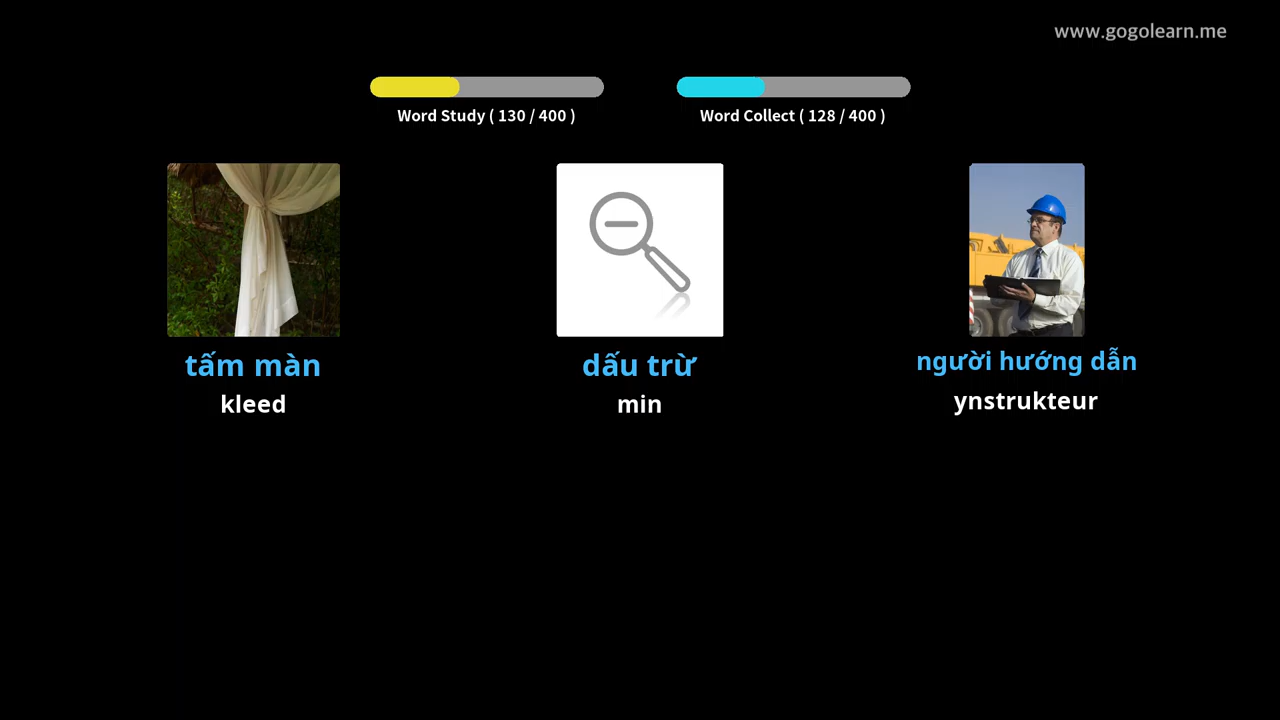 www.gogolearn.me
Word Study ( 130 / 400 )
Word Collect ( 128 / 400 )
tấm màn
kleed
dấu trừ
min
người hướng dẫn
ynstrukteur